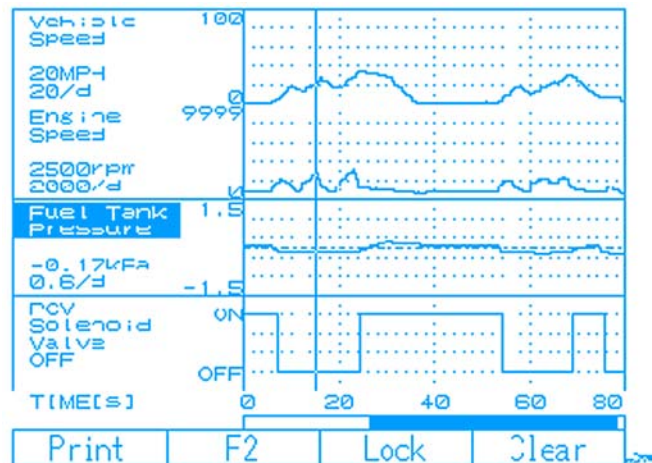 Vehicle 100
Speed
20MPH
20/d 0
Engine 9999
Speed
2500rpm
2000/d 0
Fuel Tank 1.5
Pressure
-0.17kPa
0.6/d -1.5
PCV ON
Solenoid
Valve
OFF
OFF
TIME[s] 0 20 40 60 80
Print F2 Lock Clear